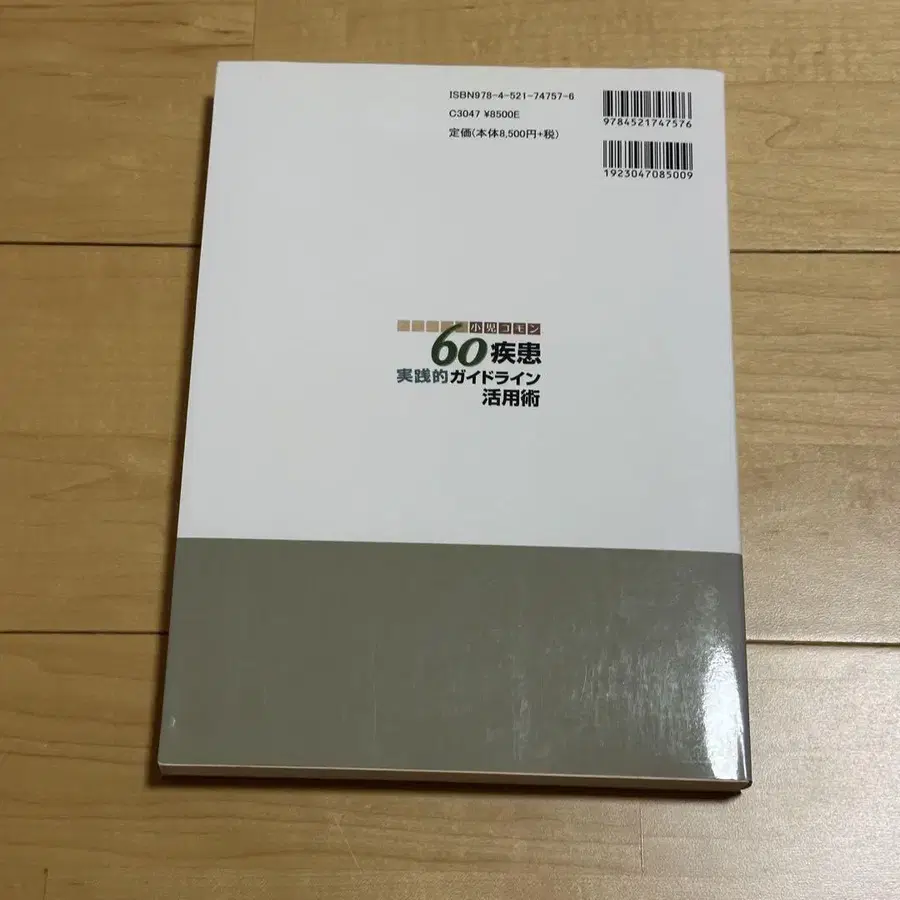 ISBN978-4-521-74757-6
C3047 ¥8500E
定価(本体8,500円+税)
9784521747576
1923047085009
小児コモン
60疾患
実践的ガイドライン
活用術